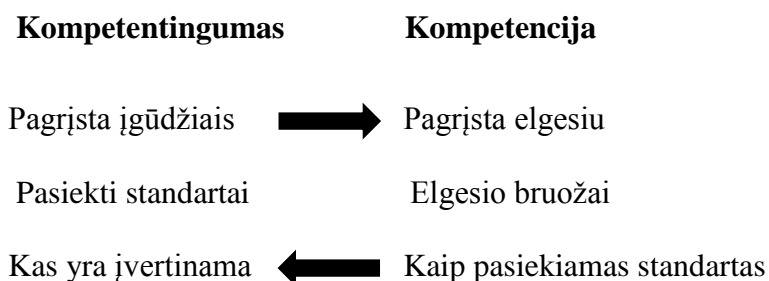 Kompetentingumas Kompetencija
Pagrįsta įgūdžiais Pagrįsta elgesiu
Pasiekti standartai Elgesio bruožai
Kas yra įvertinama Kaip pasiekiamas standartas